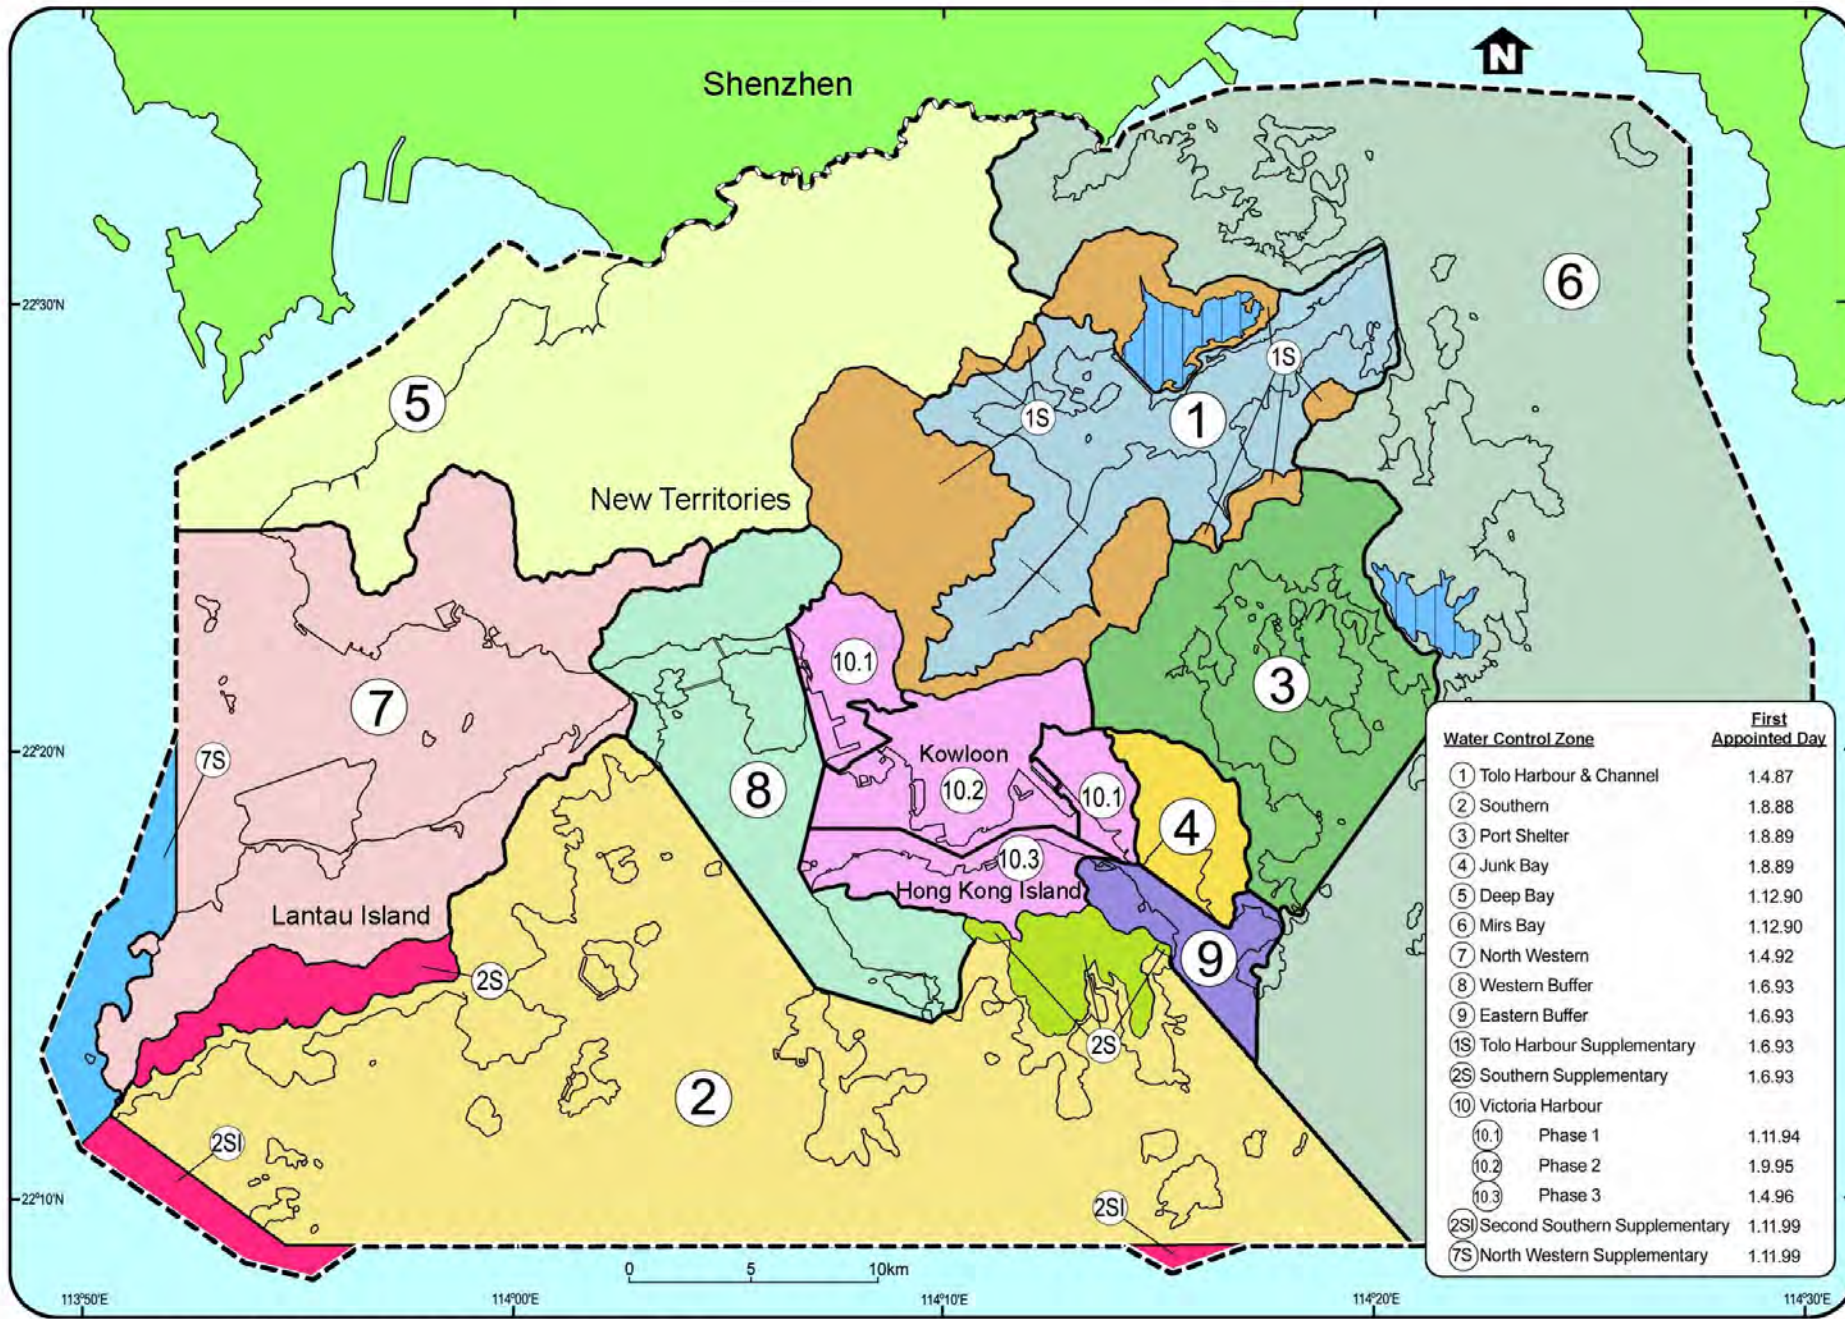 N
Shenzhen
6
22°30'N
1S
5
1
1S
New Territories
10.1
3
7
First
Water Control Zone Appointed Day
1 Tolo Harbour & Channel 1.4.87
2 Southern 1.8.88
3 Port Shelter 1.8.89
4 Junk Bay 1.8.89
5 Deep Bay 1.12.90
6 Mirs Bay 1.12.90
7 North Western 1.4.92
8 Western Buffer 1.6.93
9 Eastern Buffer 1.6.93
1S Tolo Harbour Supplementary 1.6.93
2S Southern Supplementary 1.6.93
10 Victoria Harbour
10.1 Phase 1 1.11.94
10.2 Phase 2 1.9.95
10.3 Phase 3 1.4.96
2SI Second Southern Supplementary 1.11.99
7S North Western Supplementary 1.11.99
22°20'N
7S
Kowloon
8
10.2
10.1
4
10.3
Hong Kong Island
Lantau Island
9
2S
2S
2
2SI
22°10'N
2SI
0 5 10km
113°50'E 114°00'E 114°10'E 114°20'E 114°30'E